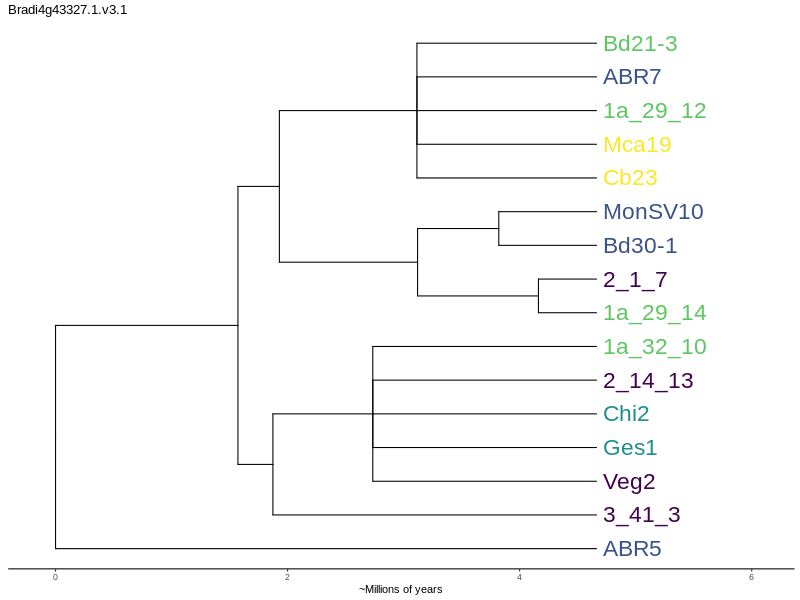 Bradi4g43327.1.v3.1
Bd21-3
ABR7
1a_29_12
Mca19
Cb23
MonSV10
Bd30-1
2_1_7
1a_29_14
1a_32_10
2_14_13
Chi2
Ges1
Veg2
3_41_3
ABR5
0 2 4 6
~Millions of years